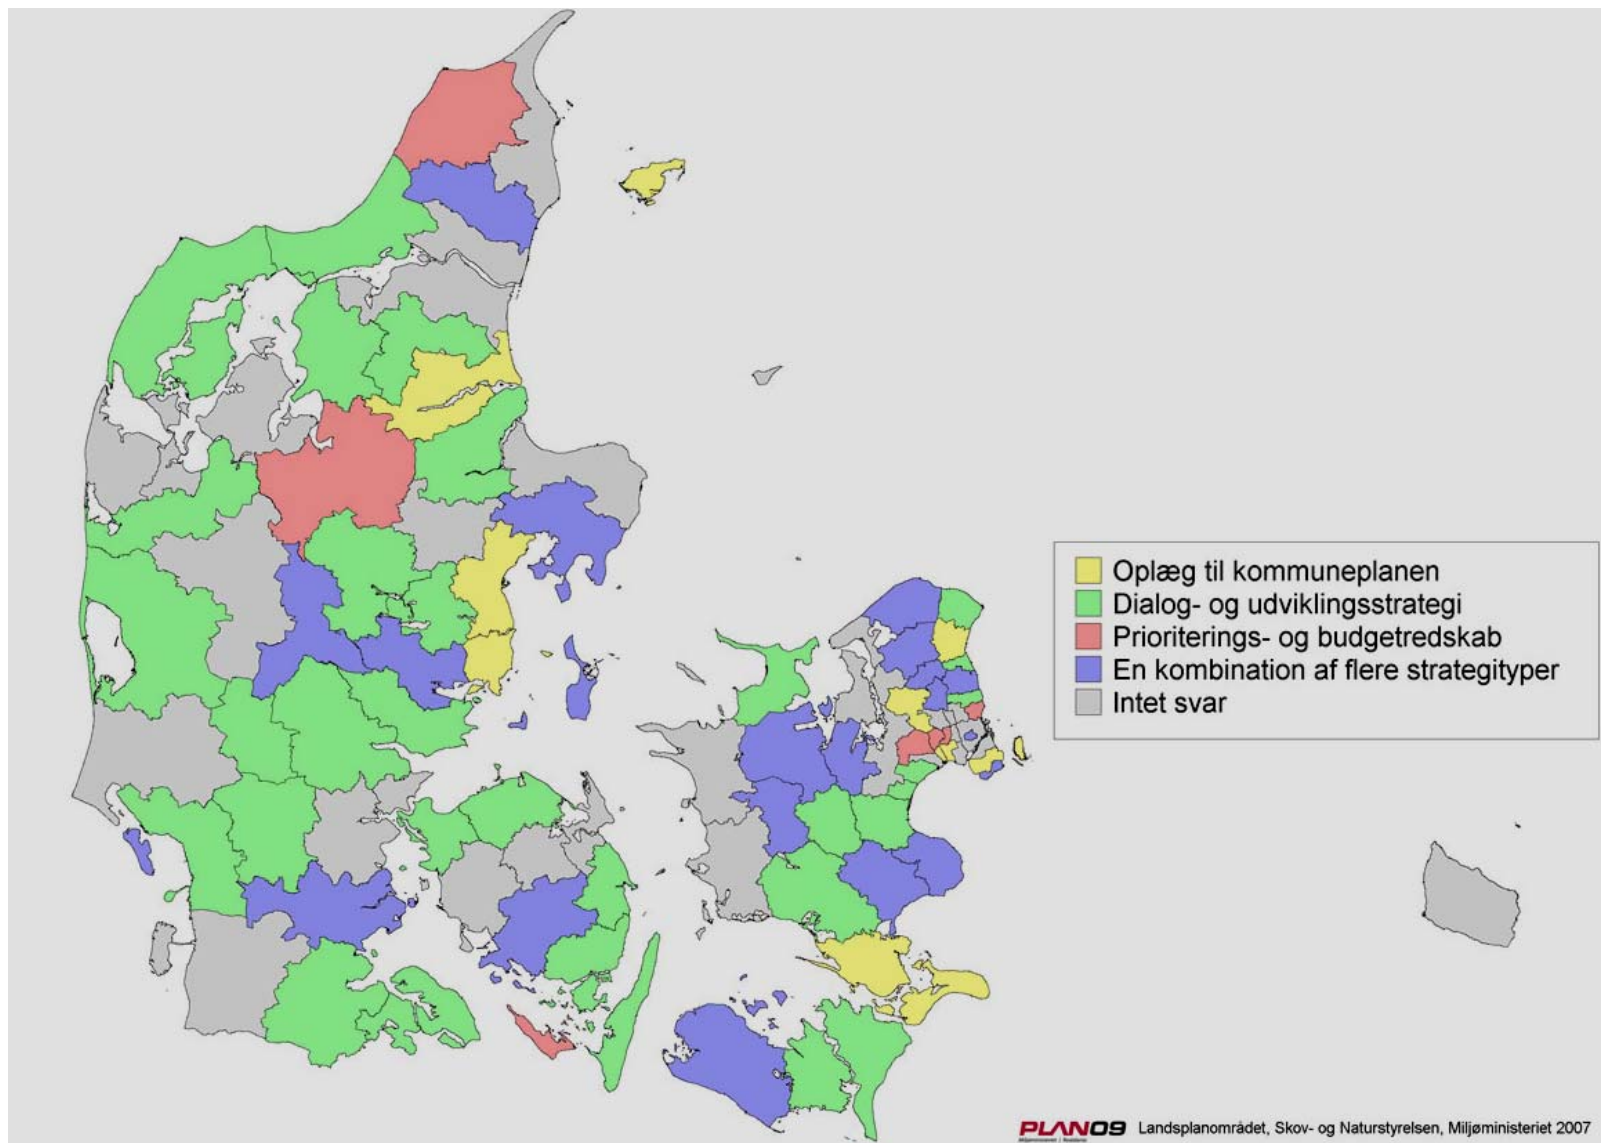 Oplæg til kommuneplanen
Dialog- og udviklingsstrategi
Prioriterings- og budgetredskab
En kombination af flere strategityper
Intet svar
PLAN09 Landsplanområdet, Skov- og Naturstyrelsen, Miljøministeriet 2007